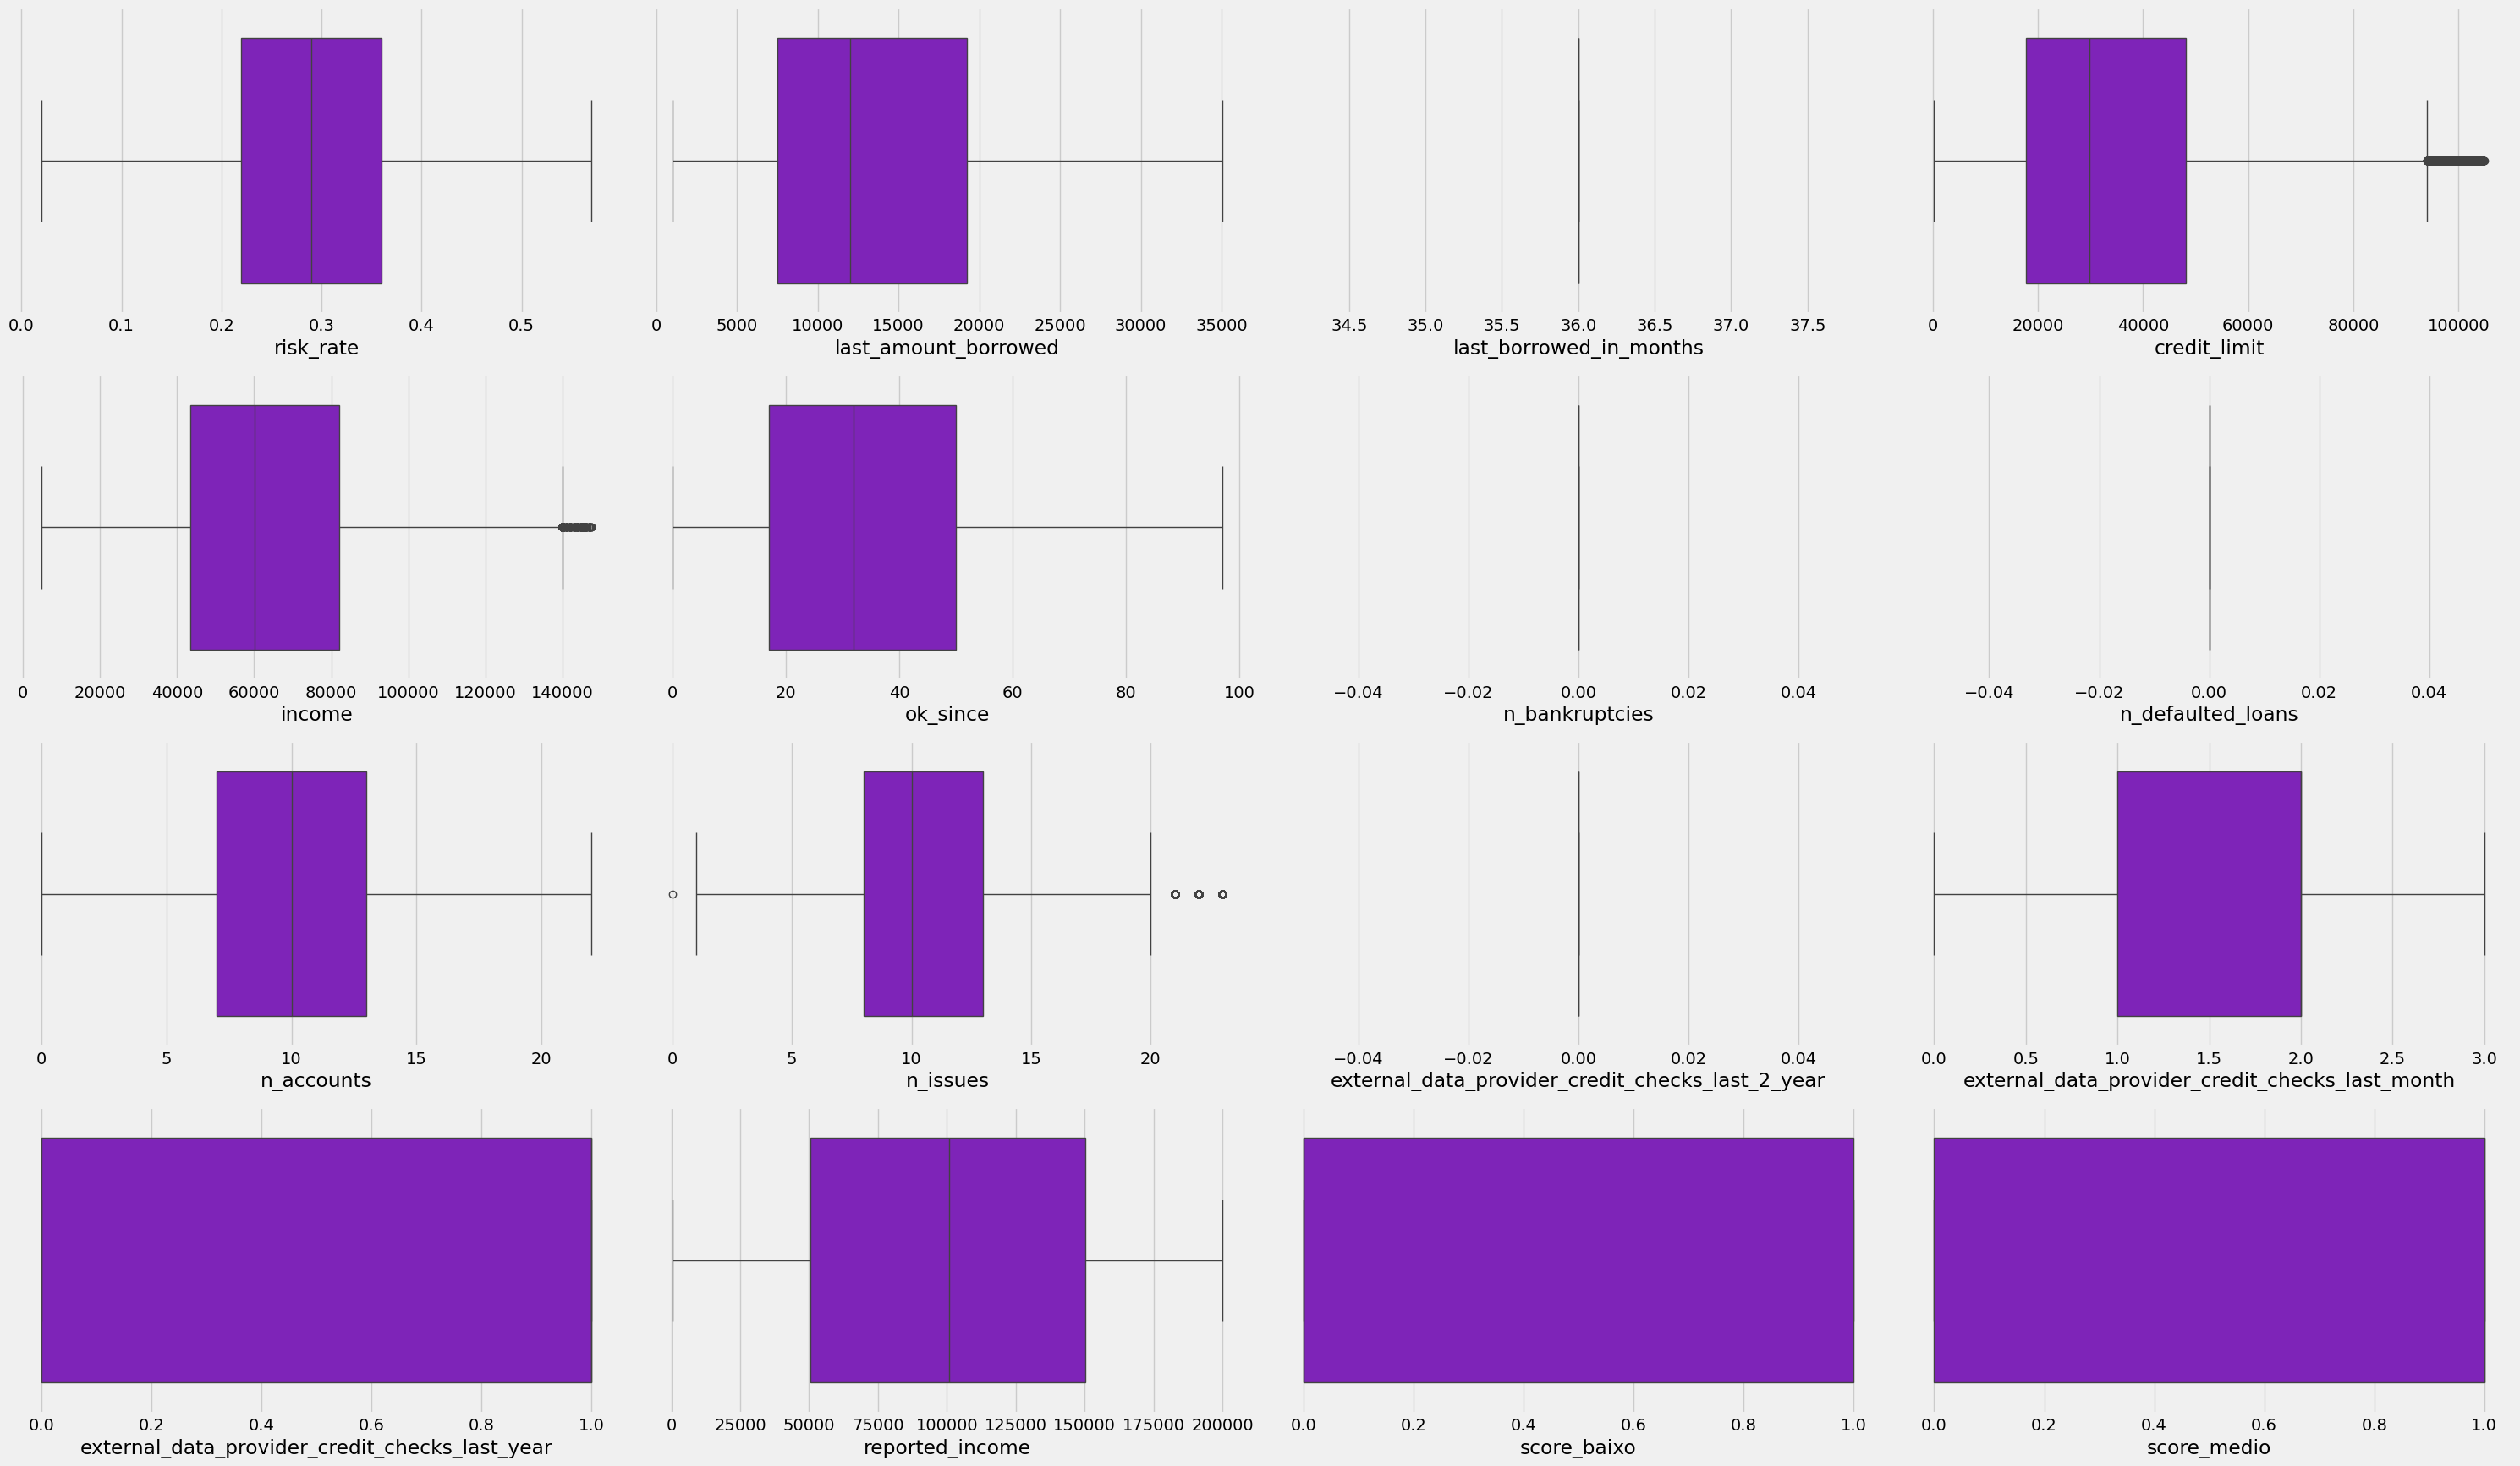 0.0 0.1 0.2 0.3 0.4 0.5
risk_rate
0 5000 10000 15000 20000 25000 30000 35000
last_amount_borrowed
34.5 35.0 35.5 36.0 36.5 37.0 37.5
last_borrowed_in_months
0 20000 40000 60000 80000 100000
credit_limit
0 20000 40000 60000 80000 100000 120000 140000
income
0 20 40 60 80 100
ok_since
−0.04 −0.02 0.00 0.02 0.04
n_bankruptcies
−0.04 −0.02 0.00 0.02 0.04
n_defaulted_loans
0 5 10 15 20
n_accounts
0 5 10 15 20
n_issues
−0.04 −0.02 0.00 0.02 0.04
external_data_provider_credit_checks_last_2_year
0.0 0.5 1.0 1.5 2.0 2.5 3.0
external_data_provider_credit_checks_last_month
0.0 0.2 0.4 0.6 0.8 1.0
external_data_provider_credit_checks_last_year
0 25000 50000 75000 100000 125000 150000 175000 200000
reported_income
0.0 0.2 0.4 0.6 0.8 1.0
score_baixo
0.0 0.2 0.4 0.6 0.8 1.0
score_medio